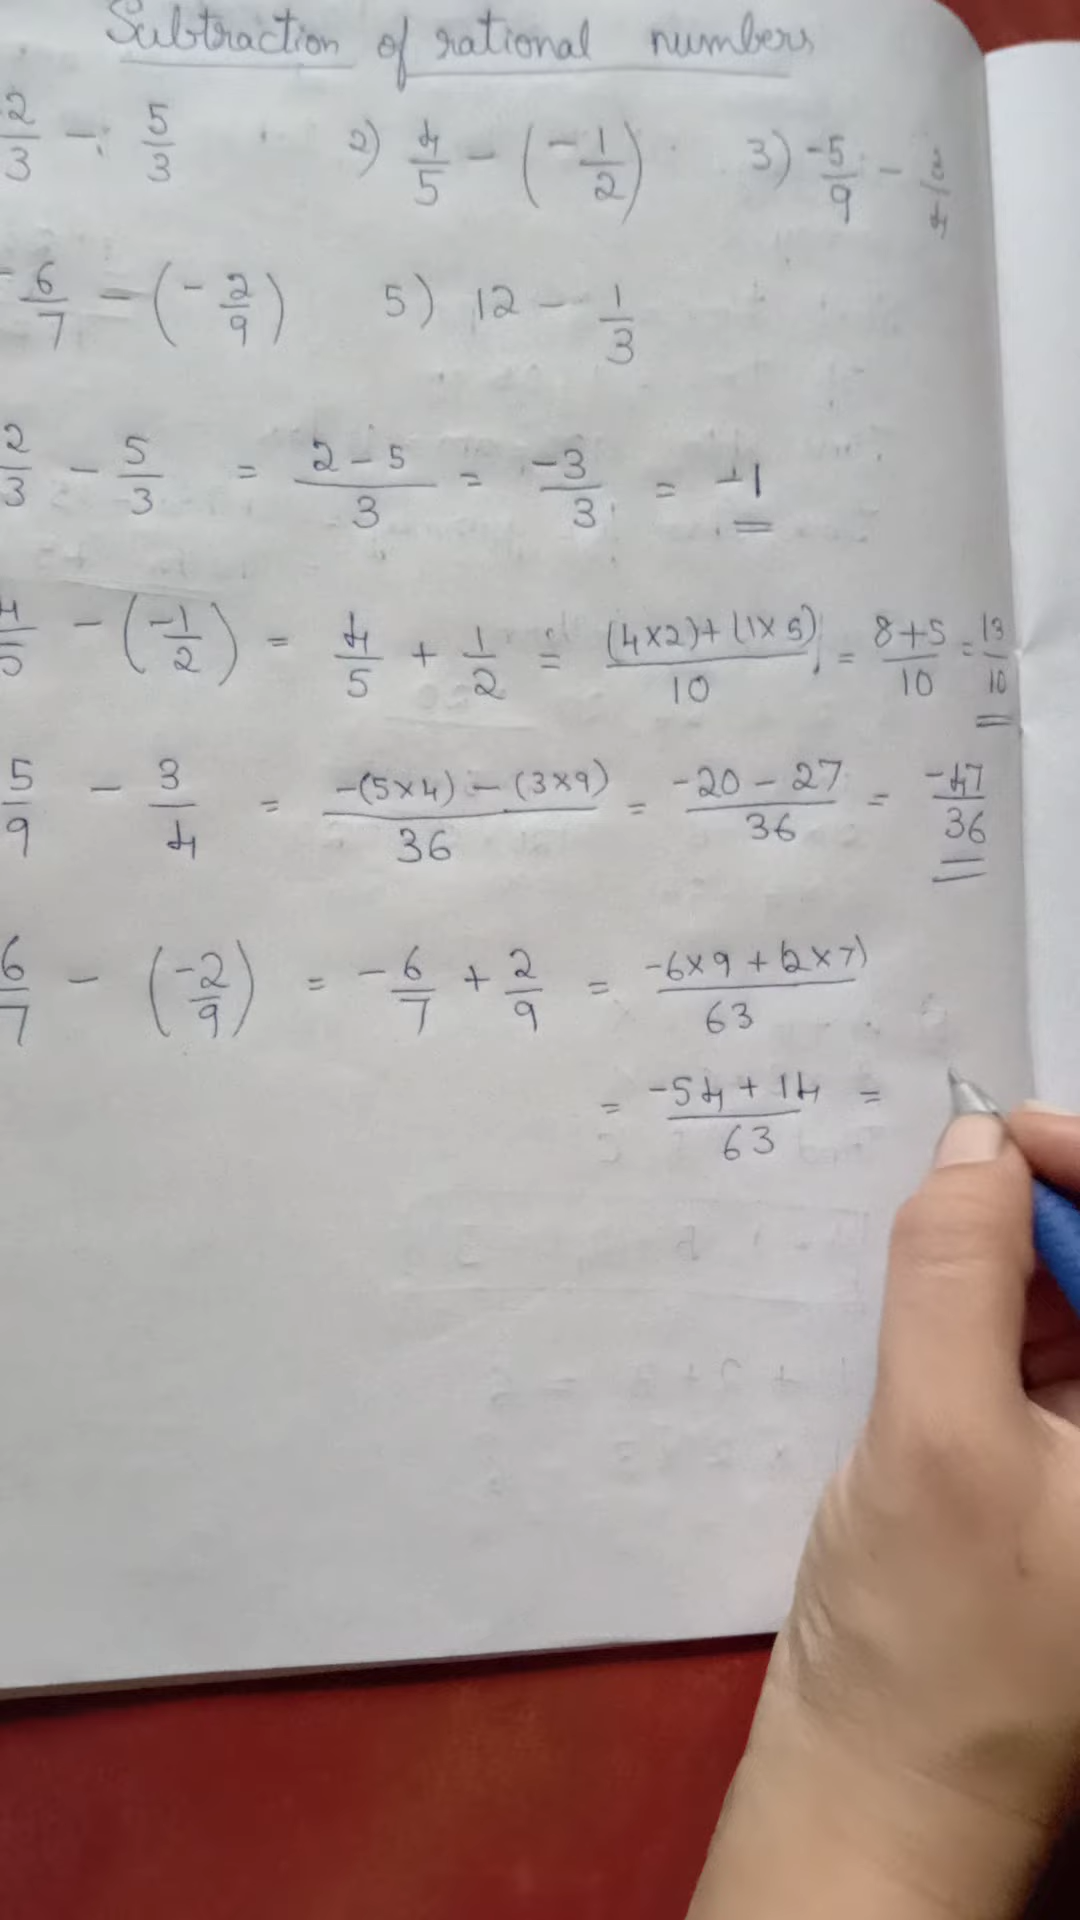 Subtraction of rational numbers
2/3 - 5/3 2) 4/5 - (-1/2) 3) -5/9 - 3/4
-6/7 - (-2/9) 5) 12 - 1/3
2/3 - 5/3 = 2-5/3 = -3/3 = -1
4/5 - (-1/2) = 4/5 + 1/2 = (4×2)+(1×5)/10 = 8+5/10 = 13/10
5/9 - 3/4 = -(5×4) - (3×9)/36 = -20-27/36 = -47/36
6/7 - (-2/9) = -6/7 + 2/9 = -6×9+(2×7)/63
= -54+14/63 =